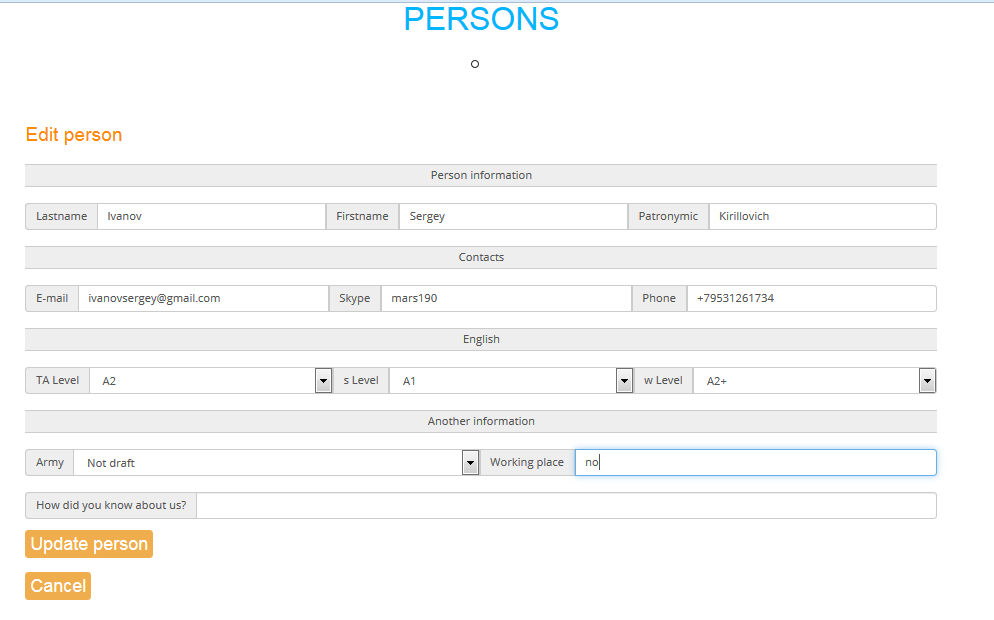 PERSONS
Edit person
Person information
Lastname Ivanov Firstname Sergey Patronymic Kirillovich
Contacts
E-mail ivanovsergey@gmail.com Skype mars190 Phone +79531261734
English
TA Level A2 s Level A1 w Level A2+
Another information
Army Not draft Working place no
How did you know about us?
Update person
Cancel